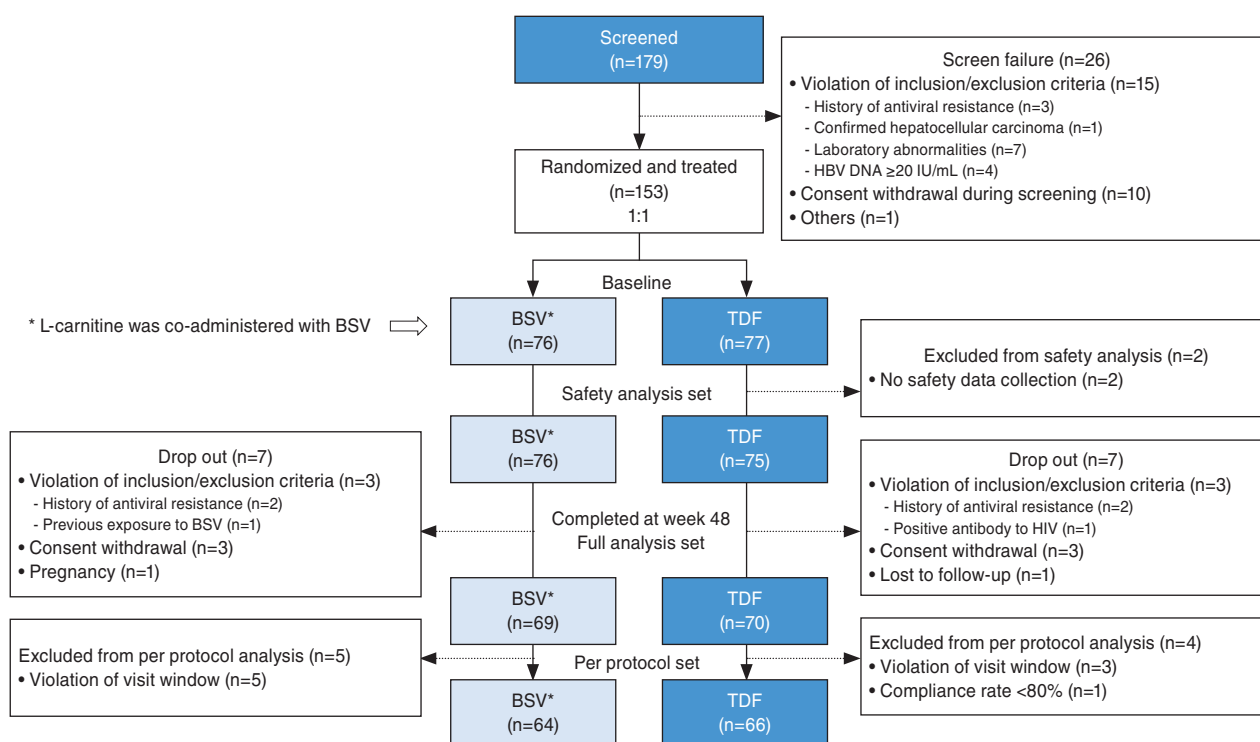 Screened
(n=179)
Screen failure (n=26)
• Violation of inclusion/exclusion criteria (n=15)
- History of antiviral resistance (n=3)
- Confirmed hepatocellular carcinoma (n=1)
- Laboratory abnormalities (n=7)
- HBV DNA ≥20 IU/mL (n=4)
• Consent withdrawal during screening (n=10)
• Others (n=1)
Randomized and treated
(n=153)
1:1
Baseline
* L-carnitine was co-administered with BSV
BSV*
(n=76)
TDF
(n=77)
Excluded from safety analysis (n=2)
• No safety data collection (n=2)
Safety analysis set
BSV*
(n=76)
TDF
(n=75)
Drop out (n=7)
• Violation of inclusion/exclusion criteria (n=3)
- History of antiviral resistance (n=2)
- Previous exposure to BSV (n=1)
• Consent withdrawal (n=3)
• Pregnancy (n=1)
Completed at week 48
Full analysis set
Drop out (n=7)
• Violation of inclusion/exclusion criteria (n=3)
- History of antiviral resistance (n=2)
- Positive antibody to HIV (n=1)
• Consent withdrawal (n=3)
• Lost to follow-up (n=1)
BSV*
(n=69)
TDF
(n=70)
Excluded from per protocol analysis (n=5)
• Violation of visit window (n=5)
Per protocol set
Excluded from per protocol analysis (n=4)
• Violation of visit window (n=3)
• Compliance rate <80% (n=1)
BSV*
(n=64)
TDF
(n=66)